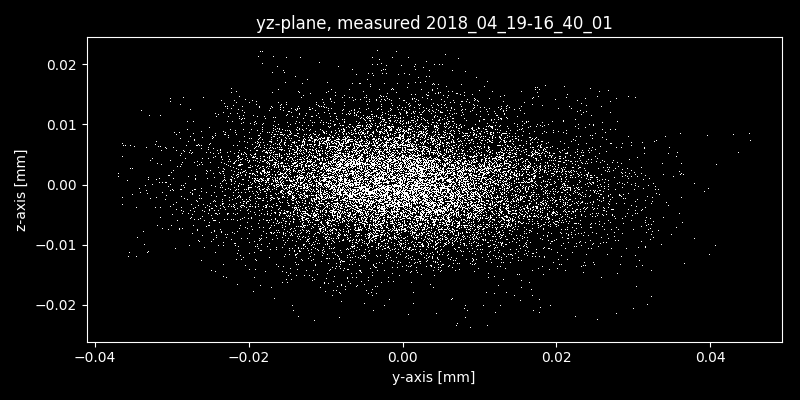 yz-plane, measured 2018_04_19-16_40_01
0.02
0.01
0.00
−0.01
−0.02
z-axis [mm]
−0.04 −0.02 0.00 0.02 0.04
y-axis [mm]